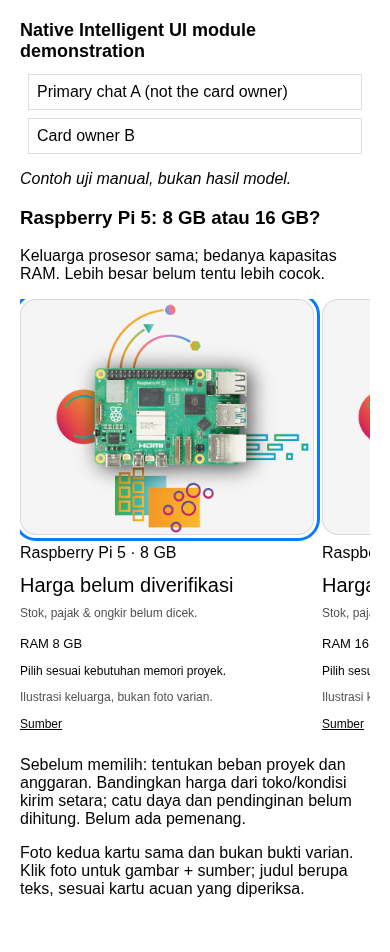 Native Intelligent UI module
demonstration
Primary chat A (not the card owner)
Card owner B
Contoh uji manual, bukan hasil model.
Raspberry Pi 5: 8 GB atau 16 GB?
Keluarga prosesor sama; bedanya kapasitas
RAM. Lebih besar belum tentu lebih cocok.
HDMI
Raspberry Pi 5 · 8 GB
Harga belum diverifikasi
Stok, pajak & ongkir belum dicek.
RAM 8 GB
Pilih sesuai kebutuhan memori proyek.
Ilustrasi keluarga, bukan foto varian.
Sumber
RAM 16
Sumber
Sebelum memilih: tentukan beban proyek dan
anggaran. Bandingkan harga dari toko/kondisi
kirim setara; catu daya dan pendinginan belum
dihitung. Belum ada pemenang.
Foto kedua kartu sama dan bukan bukti varian.
Klik foto untuk gambar + sumber; judul berupa
teks, sesuai kartu acuan yang diperiksa.